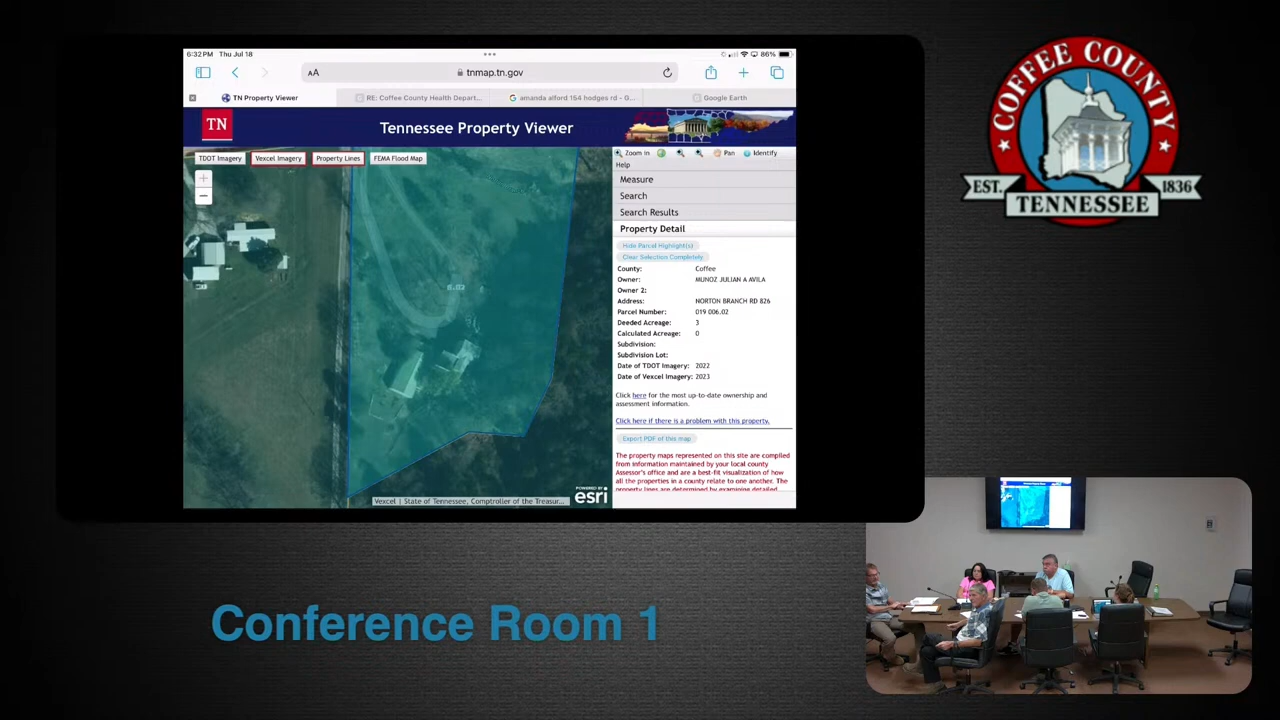 6:32 PM Thu Jul 18
86%
AA
tnmap.tn.gov
TN Property Viewer
RE: Coffee County Health Depart...
amanda alford 154 hodges rd - G...
Google Earth
TN
Tennessee Property Viewer
TDOT Imagery
Vexcel Imagery
Property Lines
FEMA Flood Map
Zoom in
Pan
Identify
Help
Measure
Search
Search Results
Property Detail
Hide Parcel Highlight(s)
Clear Selection Completely
County: Coffee
Owner: MUNOZ JULIAN A AVILA
Owner 2:
Address: NORTON BRANCH RD 826
Parcel Number: 019 006.02
Deeded Acreage: 3
Calculated Acreage: 0
Subdivision:
Subdivision Lot:
Date of TDOT Imagery: 2022
Date of Vexcel Imagery: 2023
Click here for the most up-to-date ownership and
assessment information.
Click here if there is a problem with this property.
Export PDF of this map
The property maps represented on this site are compiled
from information maintained by your local county
Assessor's office and are a best-fit visualization of how
all the properties in a county relate to one another. The
property lines are determined by examining detailed
6.02
Vexcel | State of Tennessee, Comptroller of the Treasur...
POWERED BY
esri
COFFEE COUNTY
EST. 1836
TENNESSEE
Conference Room 1